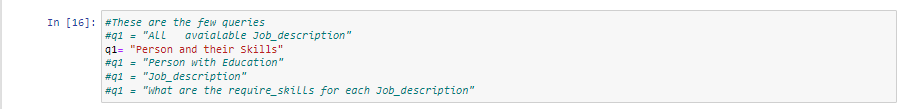 In [16]: #These are the few queries
#q1 = "All   avaialable Job_description"
q1= "Person and their Skills"
#q1 = "Person with Education"
#q1 = "Job_description"
#q1 = "What are the require_skills for each Job_description"